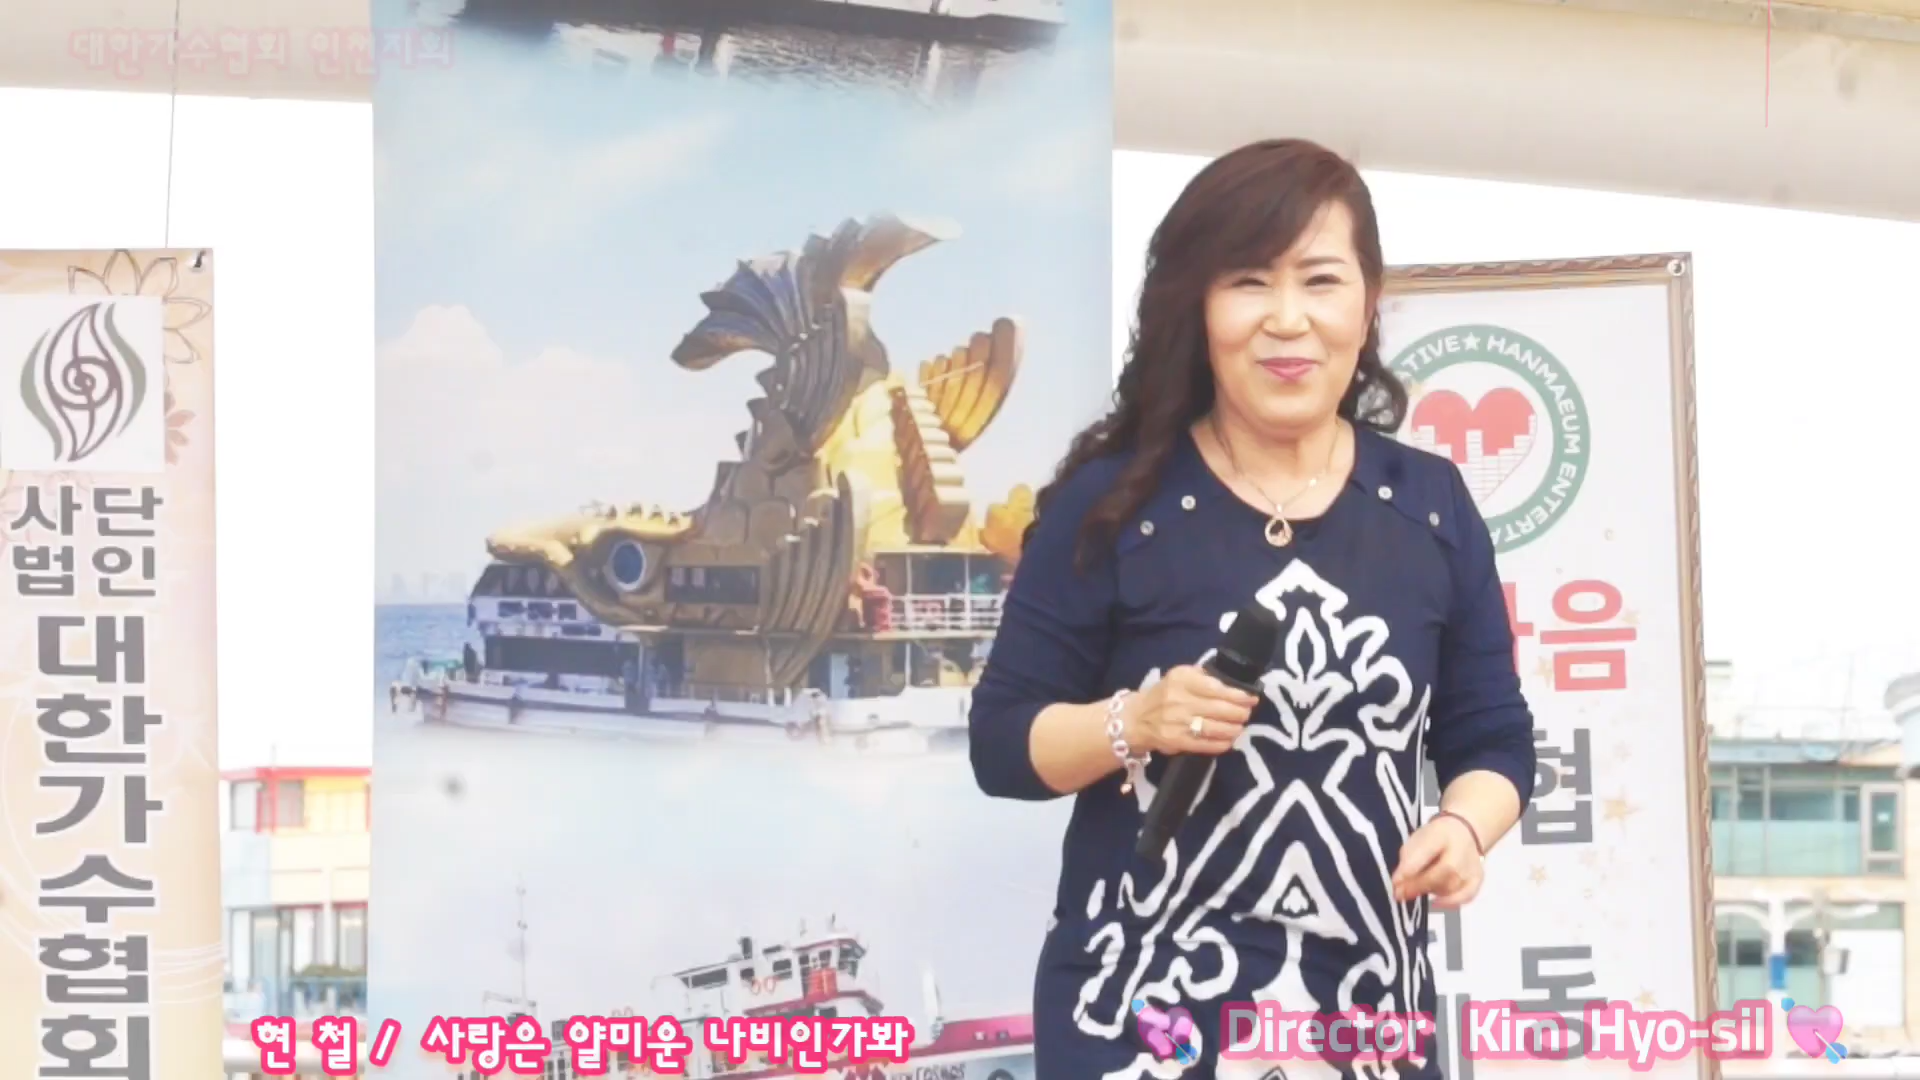 대한가수협회 인천지회
사단
법인
대한가수협회
ATIVE★HANMAEUM ENTERTA
음
협
동
현 철 / 사랑은 얄미운 나비인가봐
Director Kim Hyo-sil